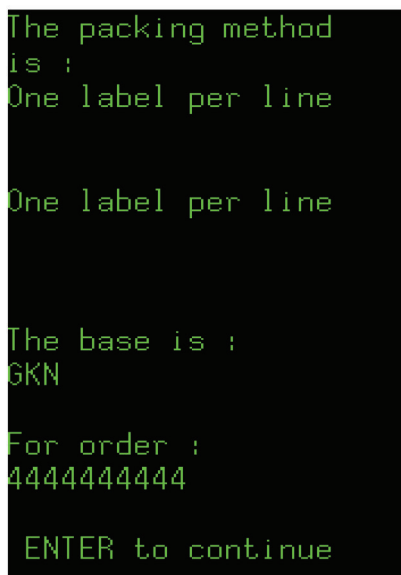 The packing method
is :
One label per line
One label per line
The base is :
GKN
For order :
4444444444
ENTER to continue